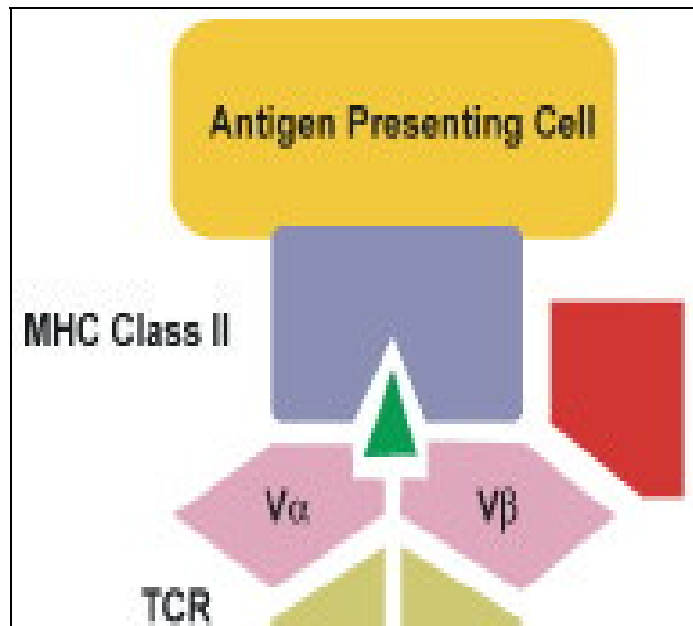 Antigen Presenting Cell
MHC Class II
Vα Vβ
TCR